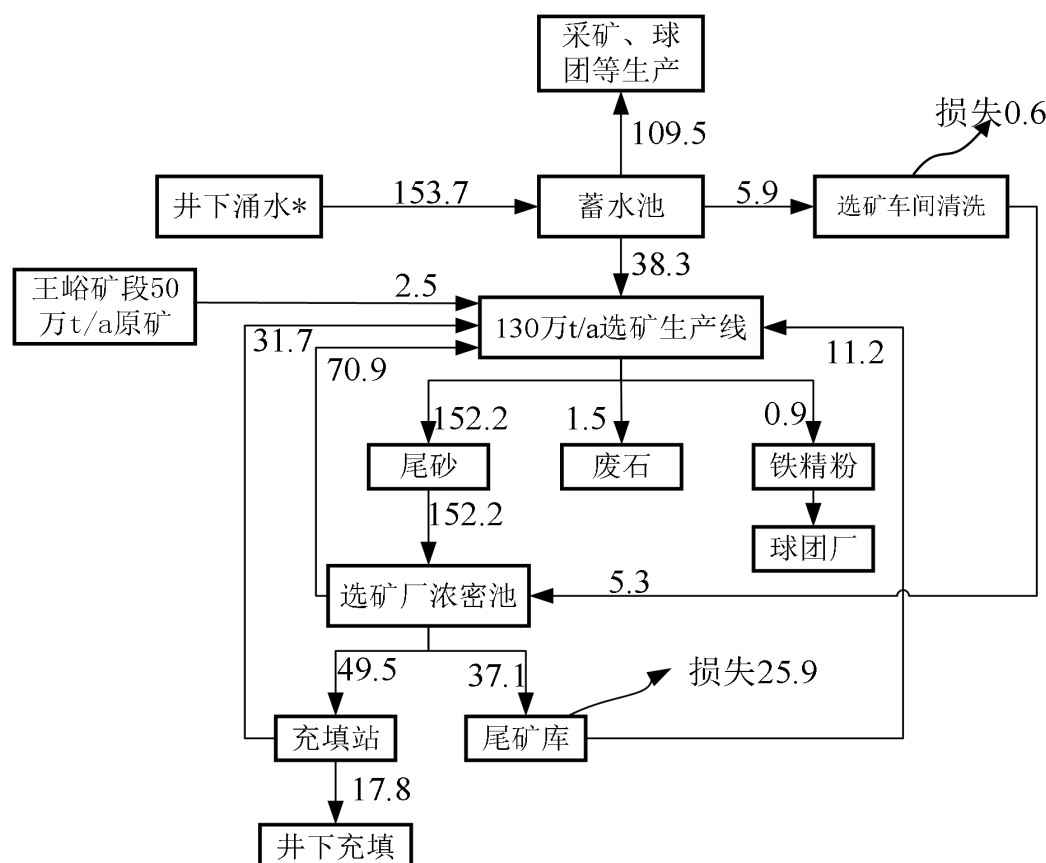 采矿、球
团等生产
损失0.6
109.5
井下涌水*
153.7
蓄水池
5.9
选矿车间清洗
38.3
王峪矿段50
万t/a原矿
2.5
130万t/a选矿生产线
31.7
70.9
11.2
152.2
1.5
0.9
尾砂
废石
铁精粉
152.2
球团厂
选矿厂浓密池
5.3
49.5
37.1
损失25.9
充填站
尾矿库
17.8
井下充填